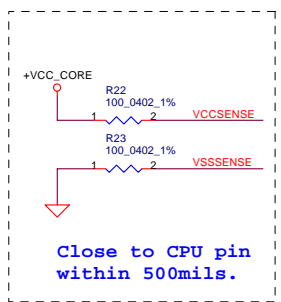 +VCC_CORE
R22
100_0402_1%
1 2 VCCSENSE
R23
100_0402_1%
1 2 VSSSENSE
Close to CPU pin
within 500mils.